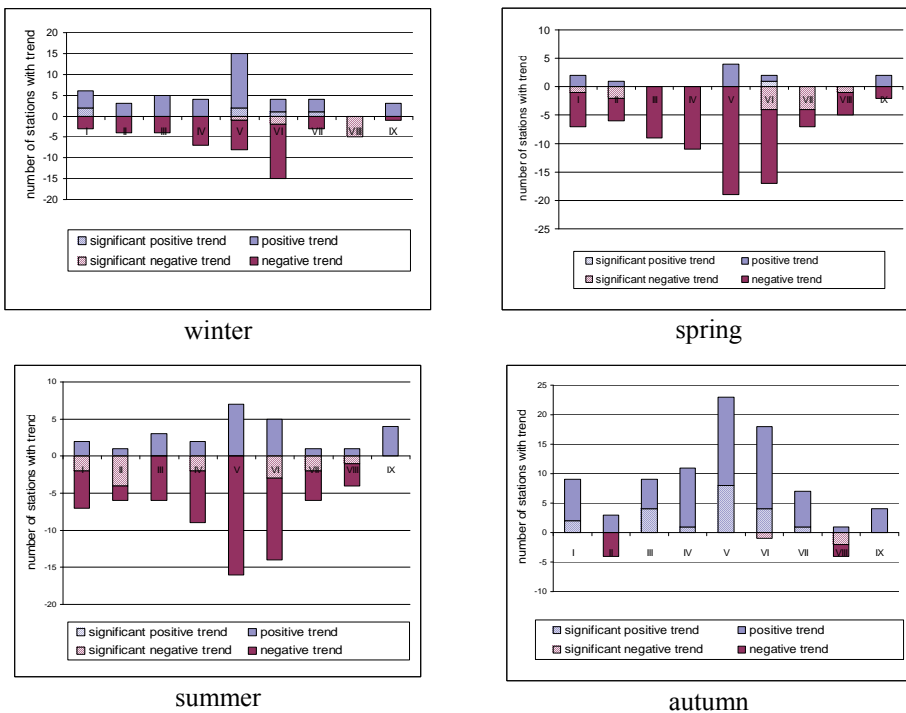 number of stations with trend
20
15
10
5
0
-5
-10
-15
-20
I II III IV V VI VII VIII IX
significant positive trend positive trend
significant negative trend negative trend
winter
number of stations with trend
10
5
0
-5
-10
-15
-20
-25
I II III IV V VI VII VIII IX
significant positive trend positive trend
significant negative trend negative trend
spring
number of stations with trend
10
5
0
-5
-10
-15
-20
I II III IV V VI VII VIII IX
significant positive trend positive trend
significant negative trend negative trend
summer
number of stations with trend
25
20
15
10
5
0
-5
-10
I II III IV V VI VII VIII IX
significant positive trend positive trend
significant negative trend negative trend
autumn